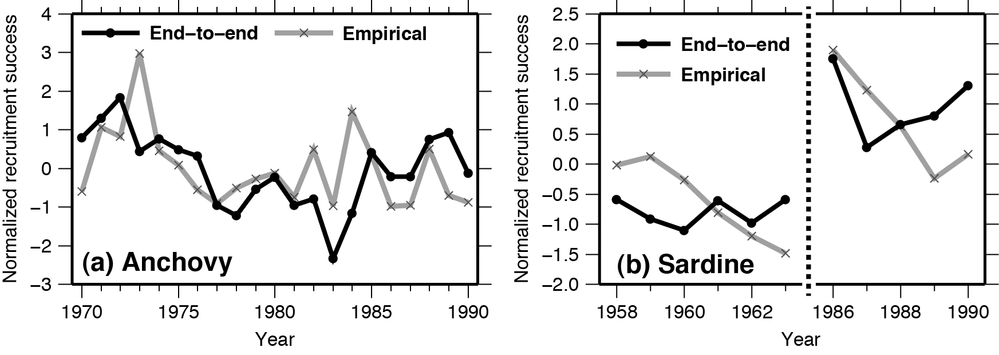 Normalized recruitment success
4
3
2
1
0
−1
−2
−3
End−to−end
Empirical
(a) Anchovy
1970
1975
1980
1985
1990
Year
Normalized recruitment success
2.5
2.0
1.5
1.0
0.5
0.0
−0.5
−1.0
−1.5
−2.0
End−to−end
Empirical
(b) Sardine
1958
1960
1962
1986
1988
1990
Year